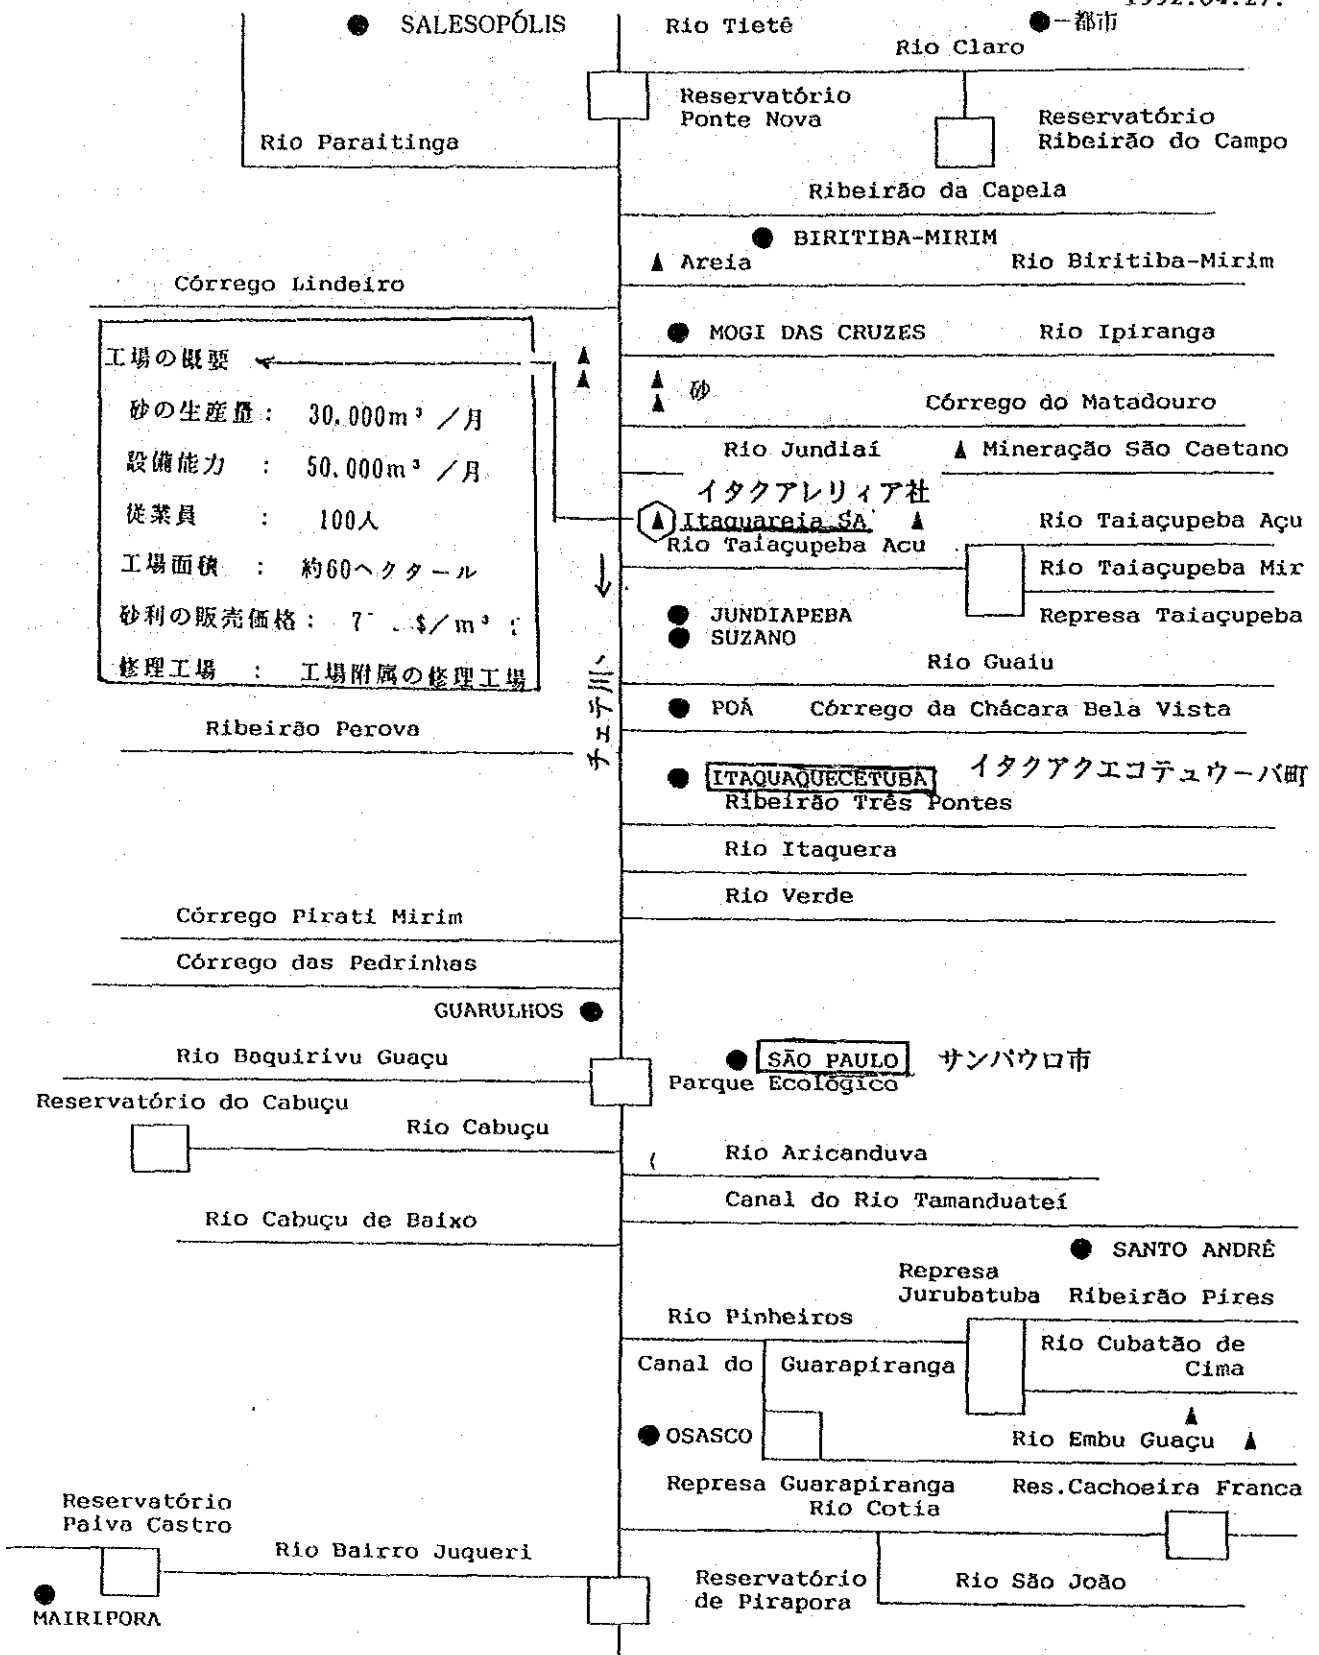 1992.04.27.
● SALESOPÓLIS
Rio Tietê
●一都市
Rio Claro
Reservatório
Ponte Nova
Reservatório
Ribeirão do Campo
Rio Paraitinga
Ribeirão da Capela
● BIRITIBA-MIRIM
▲ Areia
Rio Biritiba-Mirim
Córrego Lindeiro
● MOGI DAS CRUZES
Rio Ipiranga
工場の概要
砂の生産量： 30,000m³ ／月
設備能力 ： 50,000m³ ／月
従業員 ： 100人
工場面積 ： 約60ヘクタール
砂利の販売価格： 7 $／m³
修理工場 ： 工場附属の修理工場
砂
Córrego do Matadouro
Rio Jundiaí
▲ Mineração São Caetano
イタクアレリィア社
Itaquareia SA
Rio Taiaçupeba Açu
Rio Taiaçupeba Acu
Rio Taiaçupeba Mir
Represa Taiaçupeba
● JUNDIAPEBA
● SUZANO
Rio Guaiu
チェテ川
● POÁ
Córrego da Chácara Bela Vista
Ribeirão Perova
● ITAQUAQUECETUBA
イタクアクエコテュウーバ町
Ribeirão Três Pontes
Rio Itaquera
Rio Verde
Córrego Pirati Mirim
Córrego das Pedrinhas
GUARULHOS ●
Rio Baquirivu Guaçu
● SÃO PAULO
サンパウロ市
Parque Ecológico
Reservatório do Cabuçu
Rio Cabuçu
Rio Aricanduva
Canal do Rio Tamanduateí
Rio Cabuçu de Baixo
● SANTO ANDRÉ
Represa
Jurubatuba
Ribeirão Pires
Rio Pinheiros
Rio Cubatão de
Cima
Canal do Guarapiranga
● OSASCO
Rio Embu Guaçu ▲
Represa Guarapiranga
Res.Cachoeira Franca
Rio Cotia
Reservatório
Paiva Castro
Rio Bairro Juqueri
Reservatório
de Pirapora
Rio São João
● MAIRIPORA